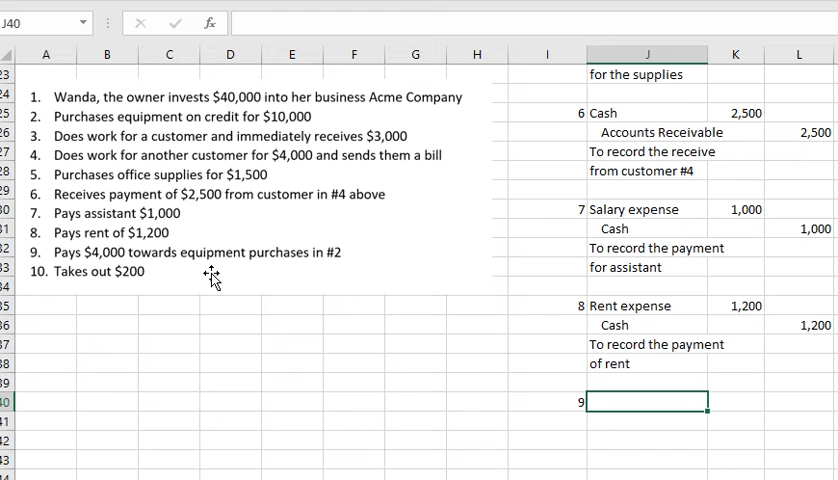 J40
fx
A B C D E F G H I J K L
23 for the supplies
24
1. Wanda, the owner invests $40,000 into her business Acme Company
2. Purchases equipment on credit for $10,000
3. Does work for a customer and immediately receives $3,000
4. Does work for another customer for $4,000 and sends them a bill
5. Purchases office supplies for $1,500
6. Receives payment of $2,500 from customer in #4 above
7. Pays assistant $1,000
8. Pays rent of $1,200
9. Pays $4,000 towards equipment purchases in #2
10. Takes out $200
25 6 Cash 2,500
26 Accounts Receivable 2,500
27 To record the receive
28 from customer #4
29
30 7 Salary expense 1,000
31 Cash 1,000
32 To record the payment
33 for assistant
34
35 8 Rent expense 1,200
36 Cash 1,200
37 To record the payment
38 of rent
39
40 9
41
42
43
44